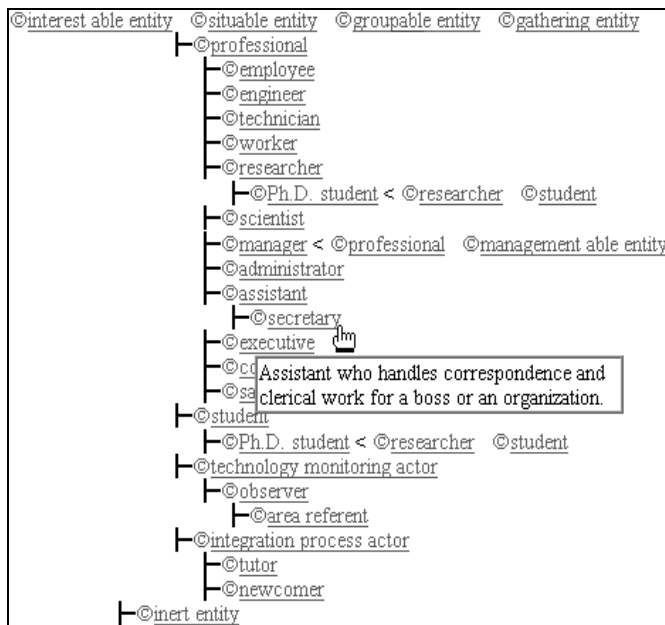 ©interest able entity ©situable entity ©groupable entity ©gathering entity
©professional
©employee
©engineer
©technician
©worker
©researcher
©Ph.D. student < ©researcher ©student
©scientist
©manager < ©professional ©management able entity
©administrator
©assistant
©secretary
©executive
Assistant who handles correspondence and
clerical work for a boss or an organization.
©student
©Ph.D. student < ©researcher ©student
©technology monitoring actor
©observer
©area referent
©integration process actor
©tutor
©newcomer
©inert entity